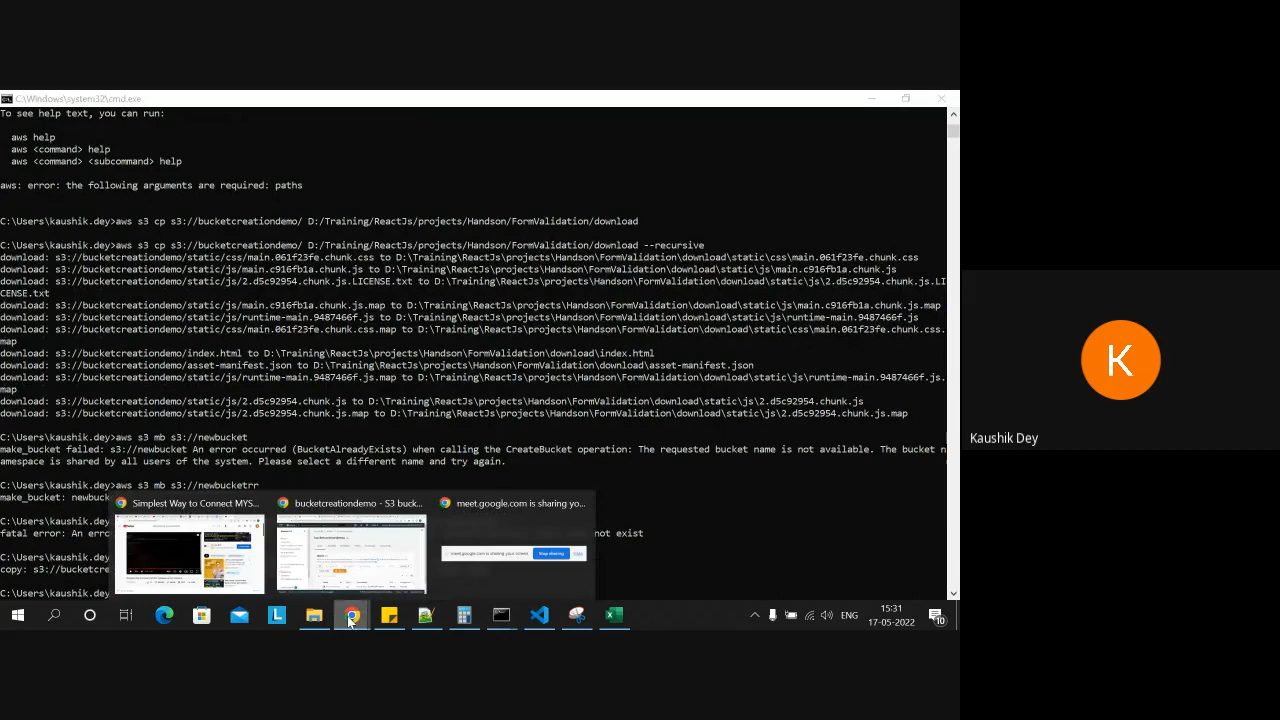 C:\Windows\system32\cmd.exe
To see help text, you can run:
aws help
aws <command> help
aws <command> <subcommand> help
aws: error: the following arguments are required: paths
C:\Users\kaushik.dey>aws s3 cp s3://bucketcreationdemo/ D:/Training/ReactJs/projects/Handson/FormValidation/download
C:\Users\kaushik.dey>aws s3 cp s3://bucketcreationdemo/ D:/Training/ReactJs/projects/Handson/FormValidation/download --recursive
download: s3://bucketcreationdemo/static/css/main.061f23fe.chunk.css to D:\Training\ReactJs\projects\Handson\FormValidation\download\static\css\main.061f23fe.chunk.css
download: s3://bucketcreationdemo/static/js/main.c916fb1a.chunk.js to D:\Training\ReactJs\projects\Handson\FormValidation\download\static\js\main.c916fb1a.chunk.js
download: s3://bucketcreationdemo/static/js/2.d5c92954.chunk.js.LICENSE.txt to D:\Training\ReactJs\projects\Handson\FormValidation\download\static\js\2.d5c92954.chunk.js.LI
CENSE.txt
download: s3://bucketcreationdemo/static/js/main.c916fb1a.chunk.js.map to D:\Training\ReactJs\projects\Handson\FormValidation\download\static\js\main.c916fb1a.chunk.js.map
download: s3://bucketcreationdemo/static/js/runtime-main.9487466f.js to D:\Training\ReactJs\projects\Handson\FormValidation\download\static\js\runtime-main.9487466f.js
download: s3://bucketcreationdemo/static/css/main.061f23fe.chunk.css.map to D:\Training\ReactJs\projects\Handson\FormValidation\download\static\css\main.061f23fe.chunk.css.
map
download: s3://bucketcreationdemo/index.html to D:\Training\ReactJs\projects\Handson\FormValidation\download\index.html
download: s3://bucketcreationdemo/asset-manifest.json to D:\Training\ReactJs\projects\Handson\FormValidation\download\asset-manifest.json
download: s3://bucketcreationdemo/static/js/runtime-main.9487466f.js.map to D:\Training\ReactJs\projects\Handson\FormValidation\download\static\js\runtime-main.9487466f.js.
map
download: s3://bucketcreationdemo/static/js/2.d5c92954.chunk.js to D:\Training\ReactJs\projects\Handson\FormValidation\download\static\js\2.d5c92954.chunk.js
download: s3://bucketcreationdemo/static/js/2.d5c92954.chunk.js.map to D:\Training\ReactJs\projects\Handson\FormValidation\download\static\js\2.d5c92954.chunk.js.map
C:\Users\kaushik.dey>aws s3 mb s3://newbucket
make_bucket failed: s3://newbucket An error occurred (BucketAlreadyExists) when calling the CreateBucket operation: The requested bucket name is not available. The bucket n
amespace is shared by all users of the system. Please select a different name and try again.
C:\Users\kaushik.dey>aws s3 mb s3://newbucketrr
make_bucket: newbuck
C:\Users\kau
fatal error: An erro not exist
C:\Users\kau
copy: s3://bucketcre
C:\Users\kau
Simplest Way to Connect MYS...
bucketcreationdemo - S3 buck...
meet.google.com is sharing yo...
meet.google.com is sharing your screen.
Stop sharing
Hide
ENG
15:31
17-05-2022
10
K
Kaushik Dey